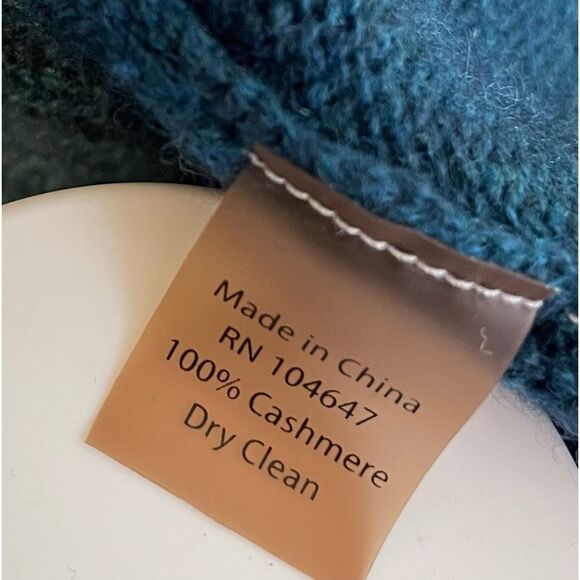 Made in China
RN 104647
100% Cashmere
Dry Clean